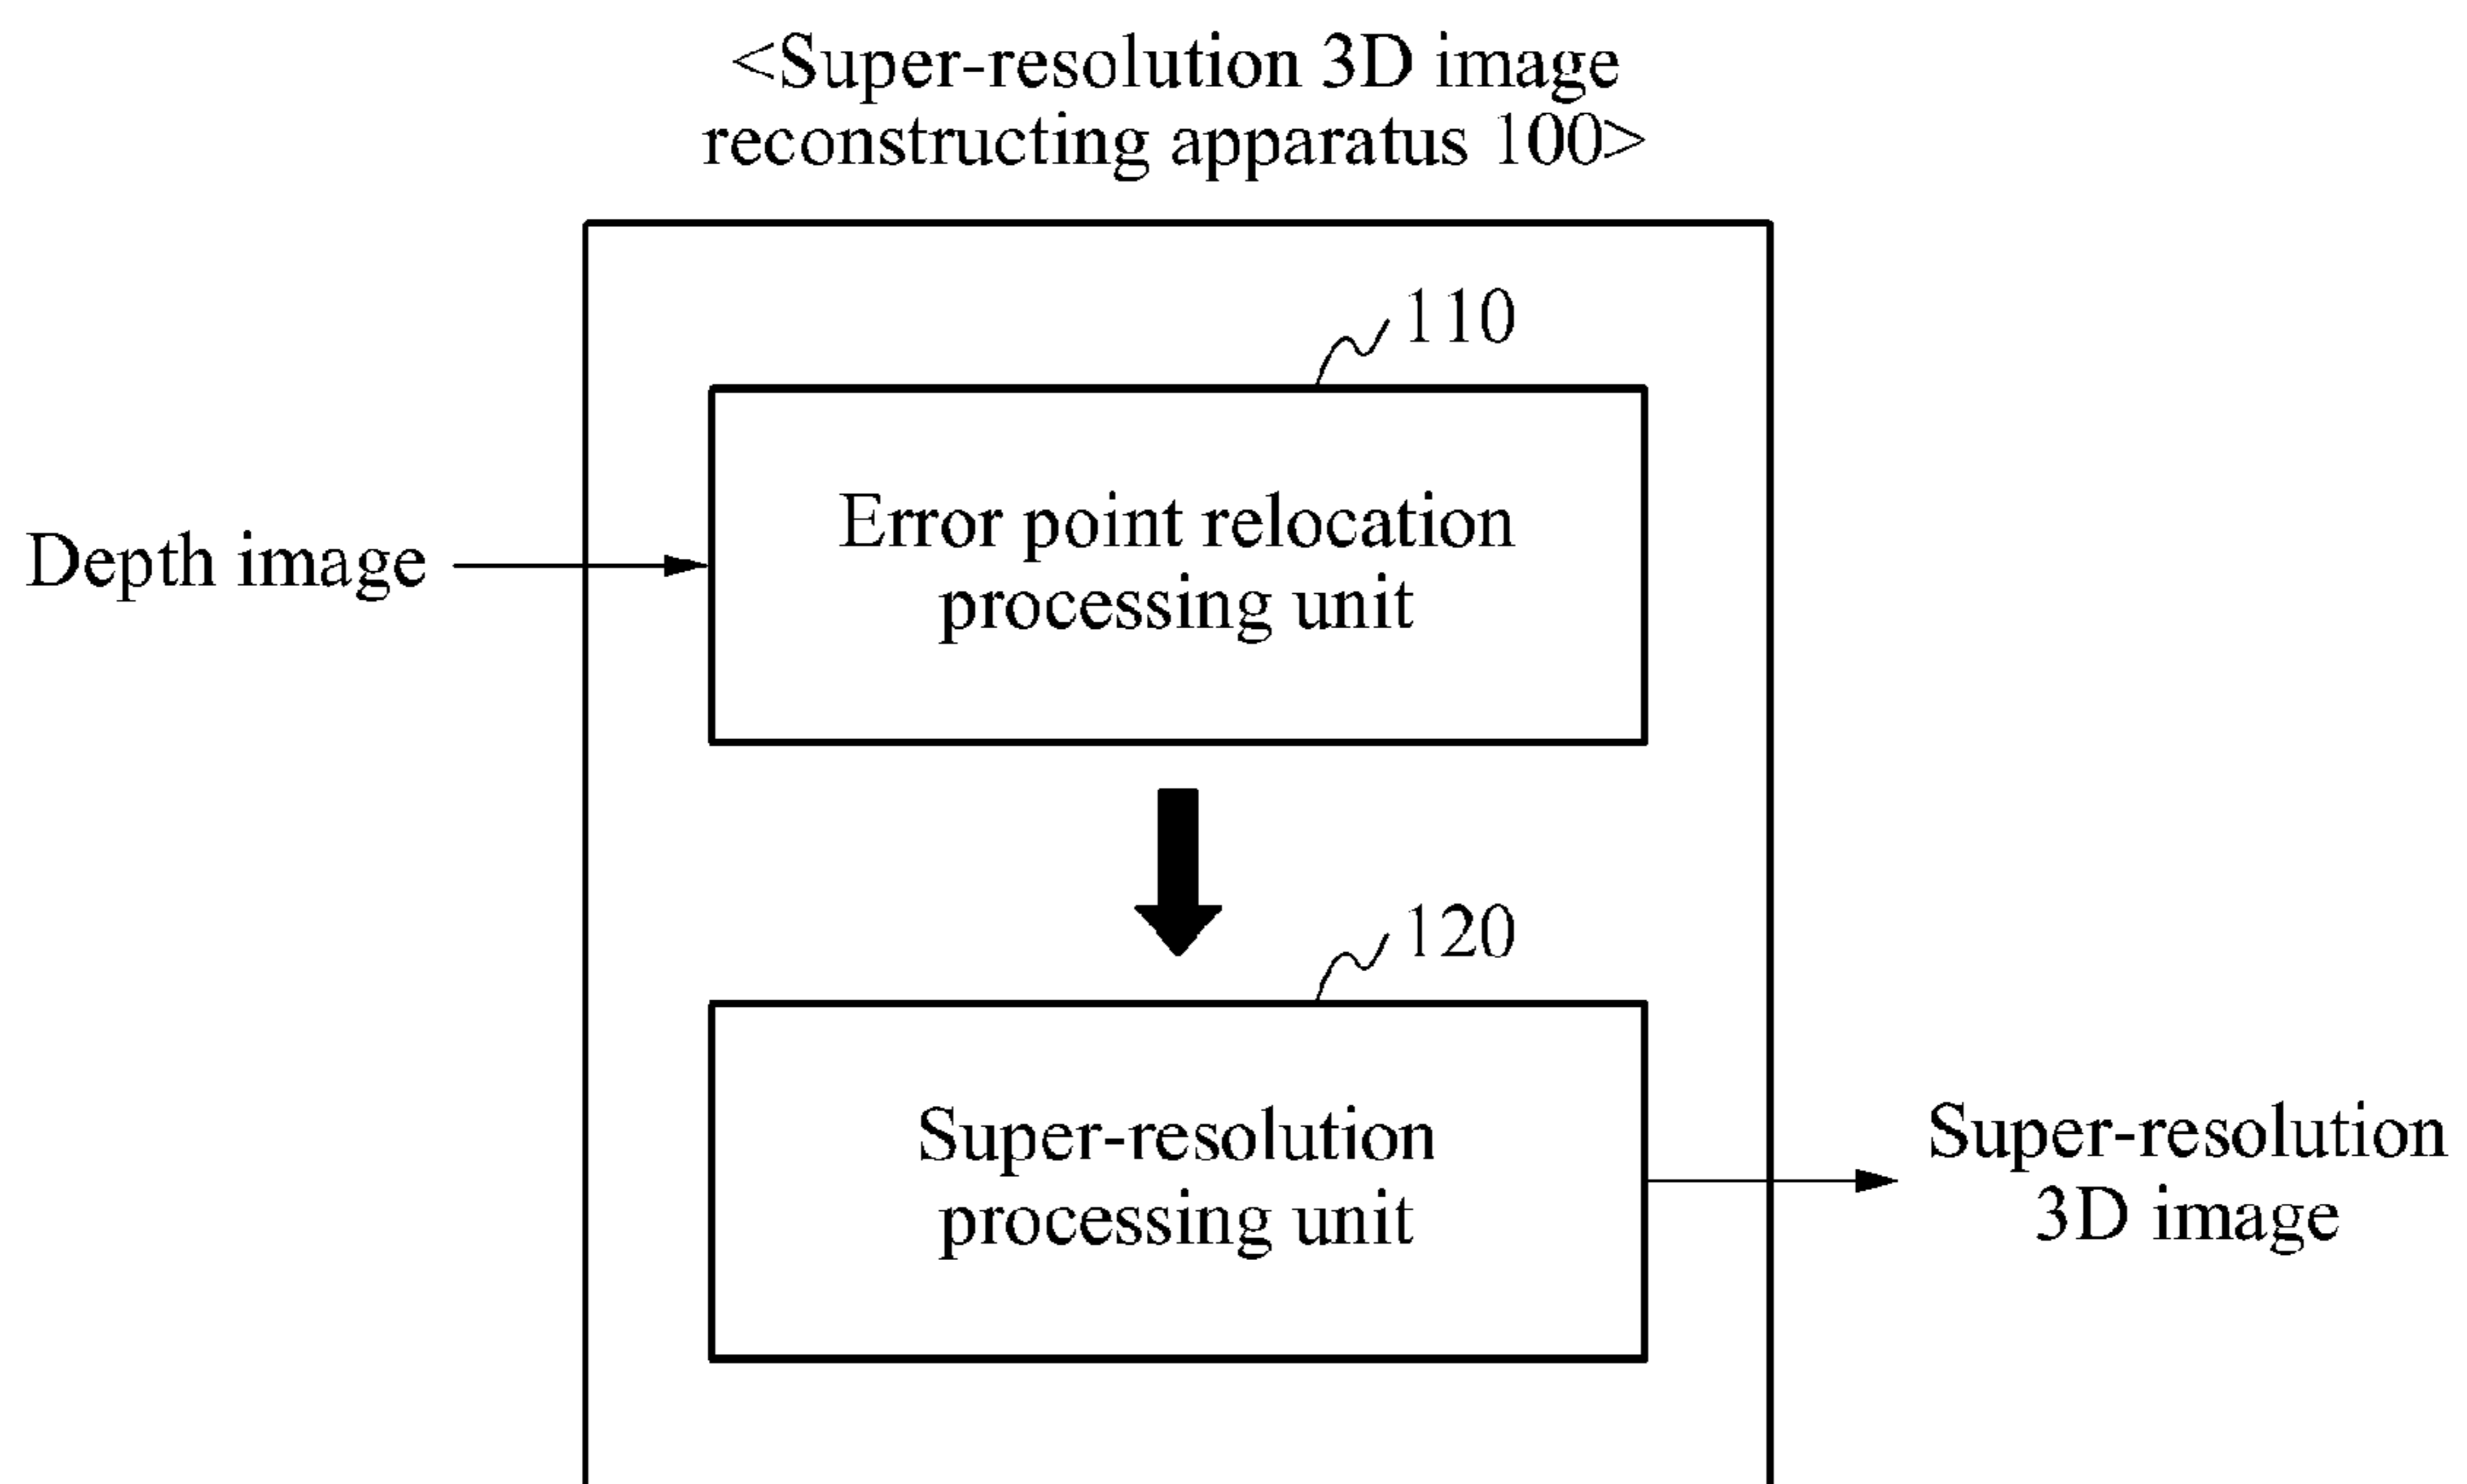 <Super-resolution 3D image
reconstructing apparatus 100>
110
Depth image
Error point relocation
processing unit
120
Super-resolution
processing unit
Super-resolution
3D image